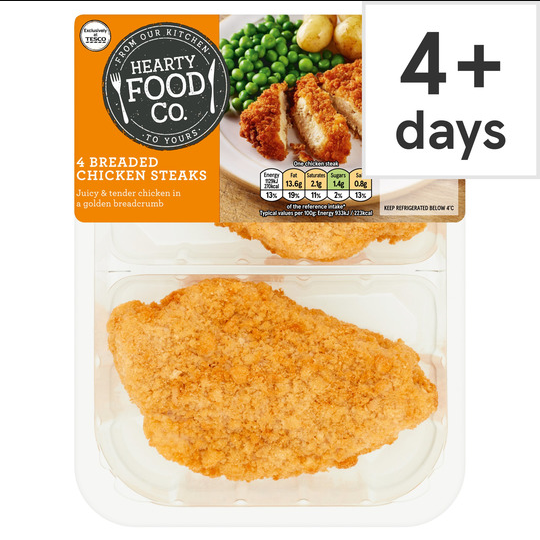 Exclusively
at
TESCO
FROM OUR KITCHEN
HEARTY
FOOD
CO.
TO YOURS
4 BREADED
CHICKEN STEAKS
Juicy & tender chicken in
a golden breadcrumb
4+
days
One chicken steak
Energy Fat Saturates Sugars Sa
1129kJ 13.6g 2.1g 1.4g 0.8g
270kcal
13% 19% 11% 2% 13%
of the reference intake*
Typical values per 100g: Energy 933kJ / 223kcal
KEEP REFRIGERATED BELOW 4°C